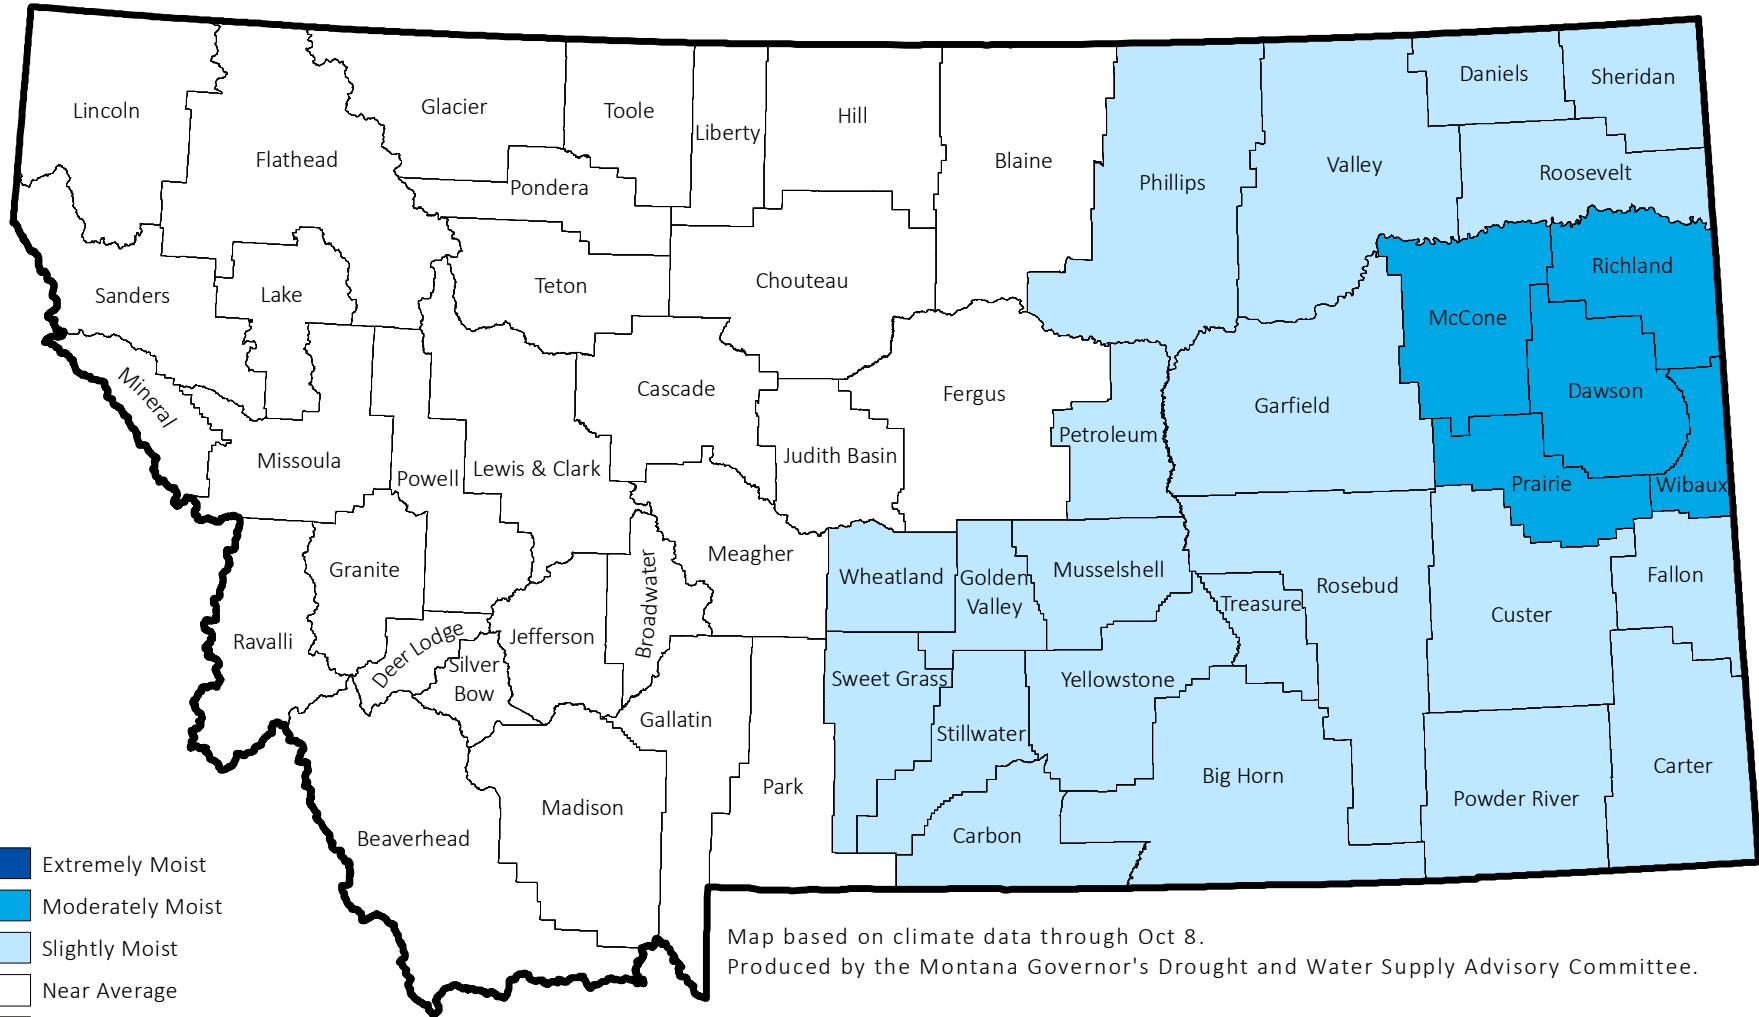 Lincoln
Flathead
Glacier
Toole
Liberty
Hill
Blaine
Phillips
Valley
Daniels
Sheridan
Roosevelt
Pondera
Sanders
Lake
Teton
Chouteau
Richland
McCone
Mineral
Cascade
Fergus
Garfield
Dawson
Missoula
Powell
Lewis & Clark
Judith Basin
Petroleum
Prairie
Wibaux
Granite
Meagher
Wheatland
Golden
Valley
Musselshell
Treasure
Rosebud
Custer
Fallon
Ravalli
Deer Lodge
Silver
Bow
Jefferson
Broadwater
Gallatin
Sweet Grass
Stillwater
Yellowstone
Beaverhead
Madison
Park
Carbon
Big Horn
Powder River
Carter
Extremely Moist
Moderately Moist
Slightly Moist
Near Average
Map based on climate data through Oct 8.
Produced by the Montana Governor's Drought and Water Supply Advisory Committee.